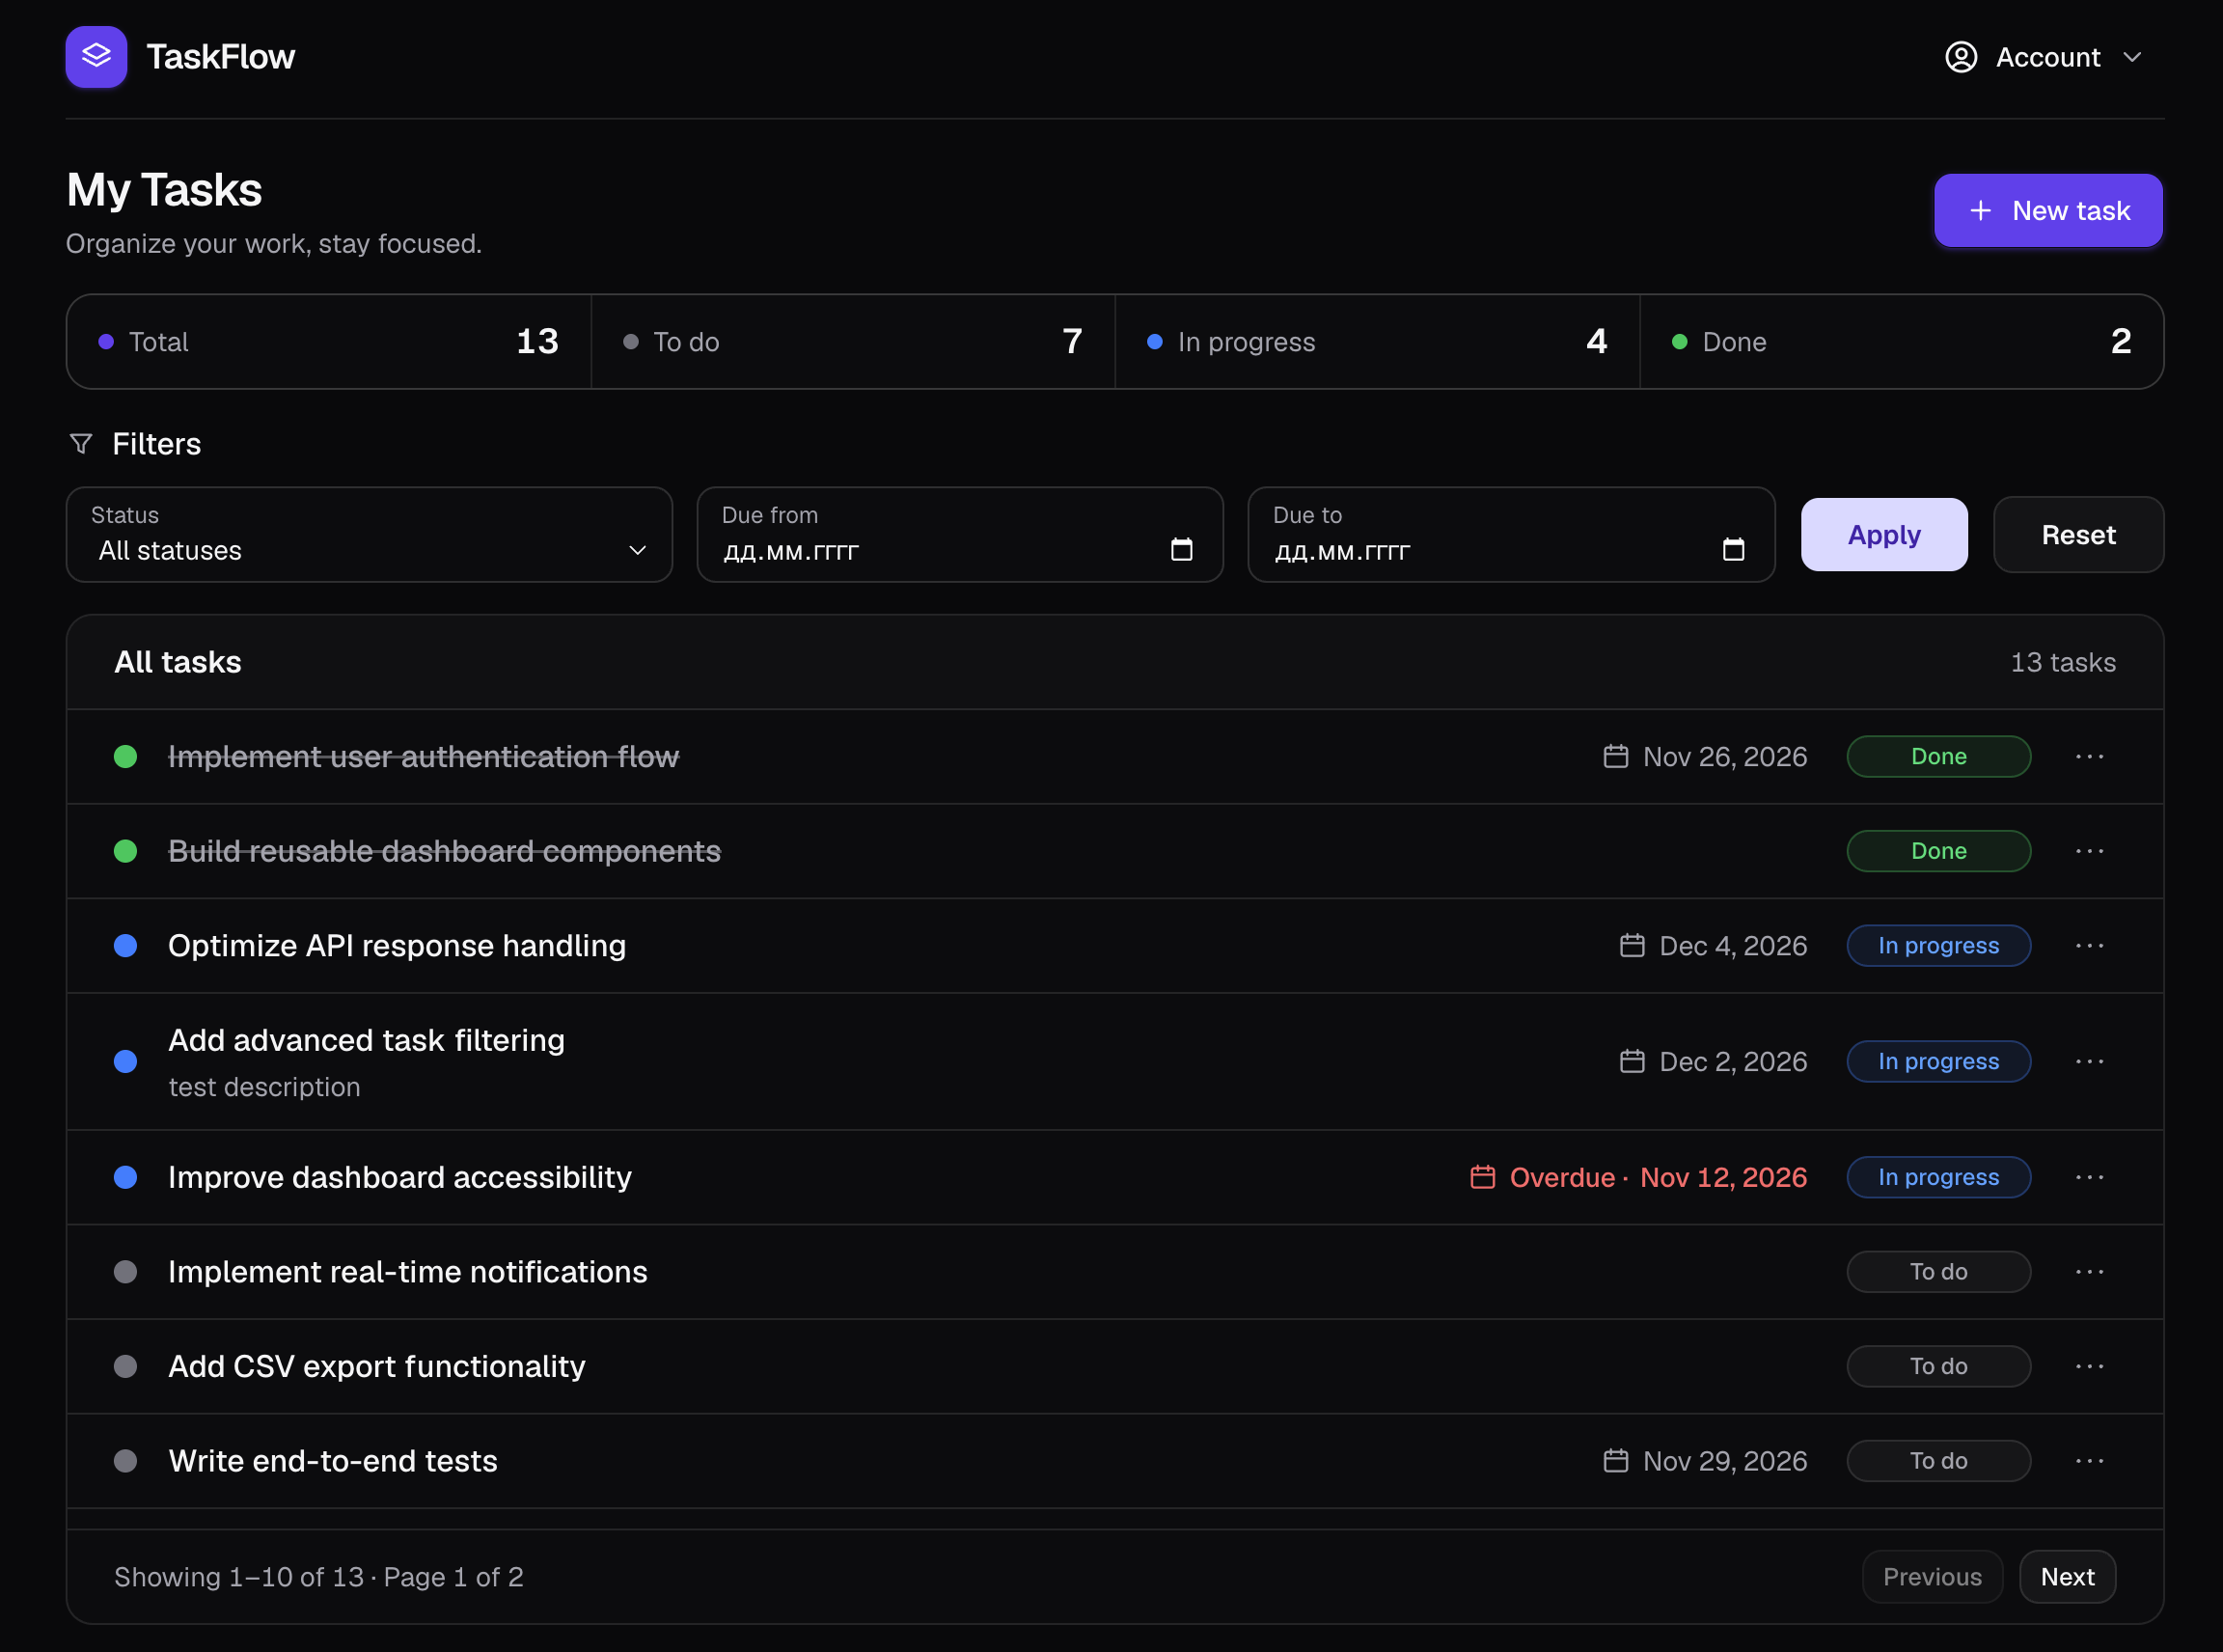 TaskFlow
Account
My Tasks
Organize your work, stay focused.
+ New task
Total 13
To do 7
In progress 4
Done 2
Filters
Status
All statuses
Due from
дд.мм.гггг
Due to
дд.мм.гггг
Apply
Reset
All tasks
13 tasks
Implement user authentication flow Nov 26, 2026 Done ···
Build reusable dashboard components Done ···
Optimize API response handling Dec 4, 2026 In progress ···
Add advanced task filtering
test description
Dec 2, 2026 In progress ···
Improve dashboard accessibility Overdue · Nov 12, 2026 In progress ···
Implement real-time notifications To do ···
Add CSV export functionality To do ···
Write end-to-end tests Nov 29, 2026 To do ···
Showing 1–10 of 13 · Page 1 of 2
Previous
Next